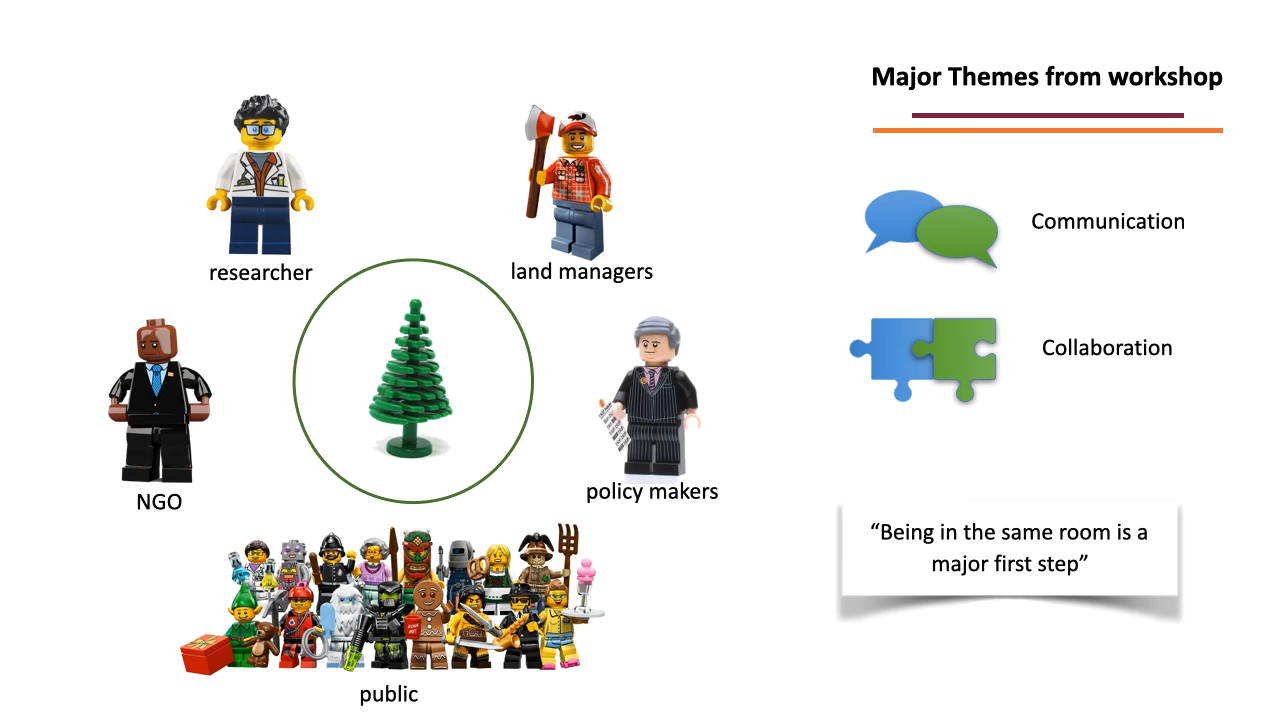 Major Themes from workshop
researcher
land managers
Communication
Collaboration
NGO
policy makers
“Being in the same room is a
major first step”
public